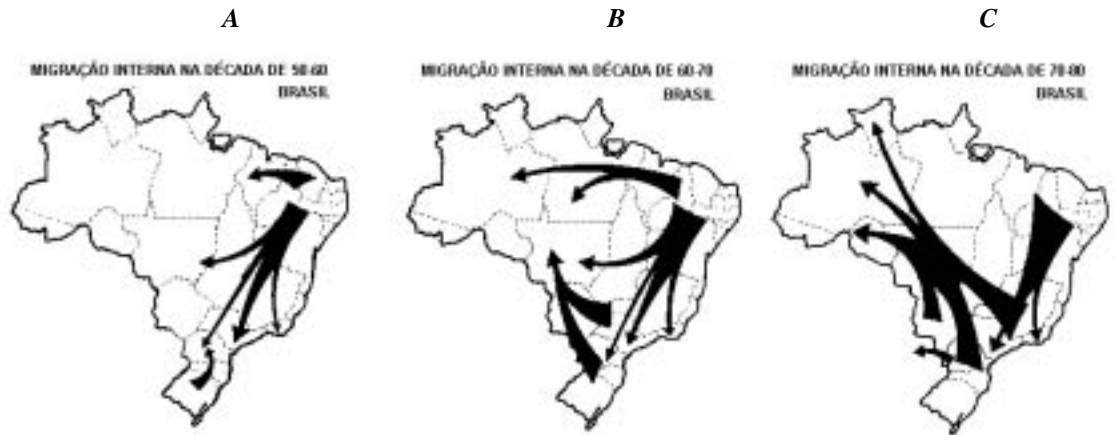 A
B
C
MIGRAÇÃO INTERNA NA DÉCADA DE 50-60
BRASIL
MIGRAÇÃO INTERNA NA DÉCADA DE 60-70
BRASIL
MIGRAÇÃO INTERNA NA DÉCADA DE 70-80
BRASIL